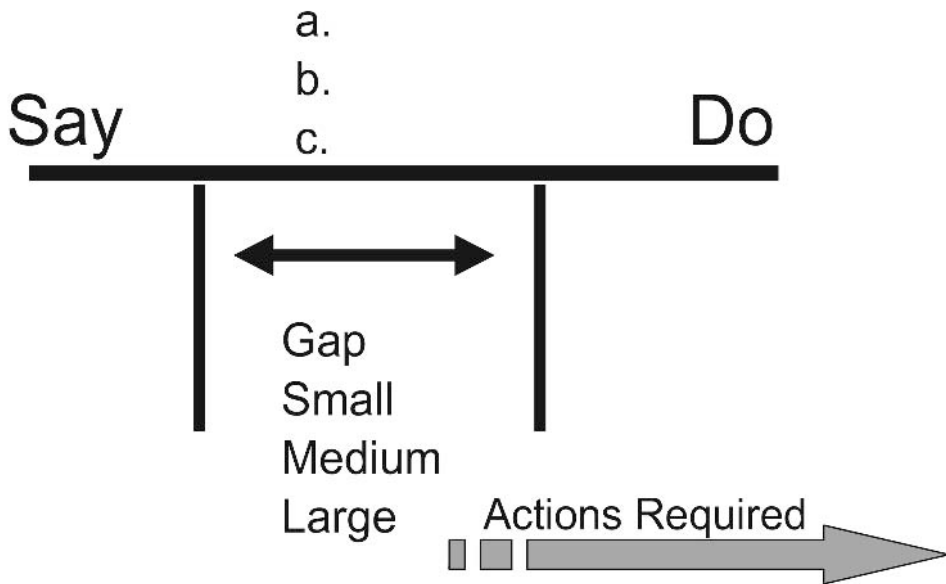 a.
b.
c.
Say
Do
Gap
Small
Medium
Large
Actions Required